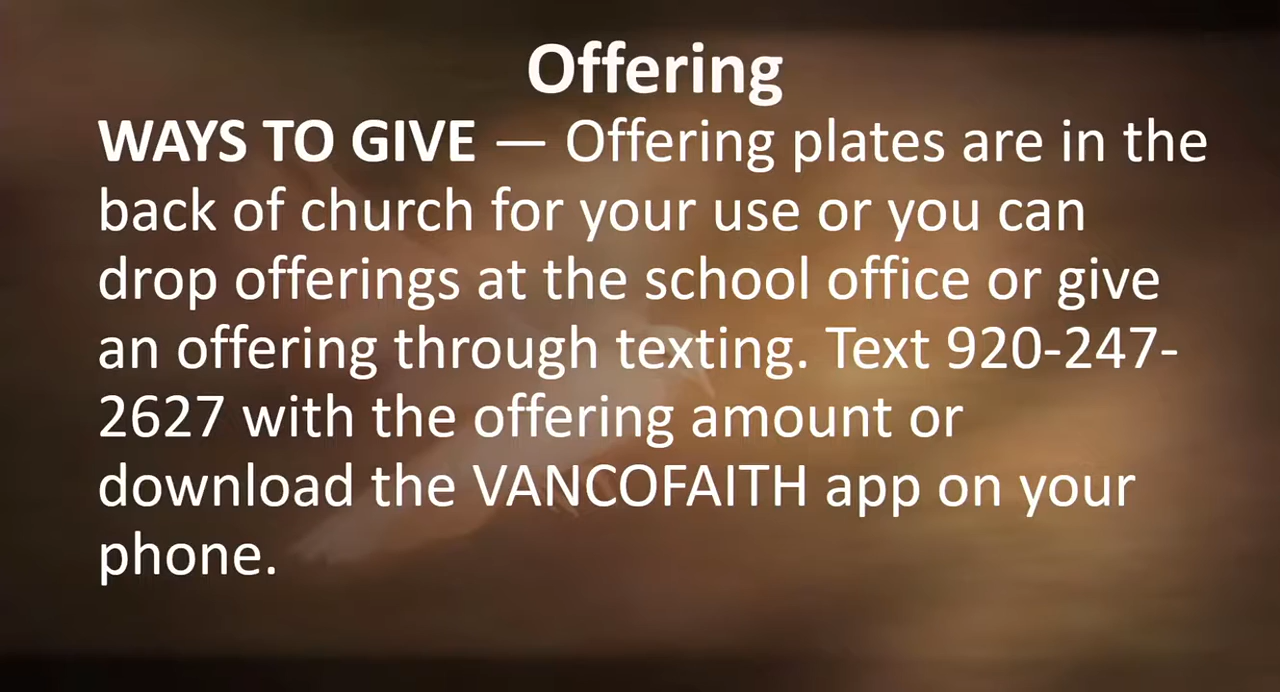 Offering
WAYS TO GIVE — Offering plates are in the
back of church for your use or you can
drop offerings at the school office or give
an offering through texting. Text 920-247-
2627 with the offering amount or
download the VANCOFAITH app on your
phone.